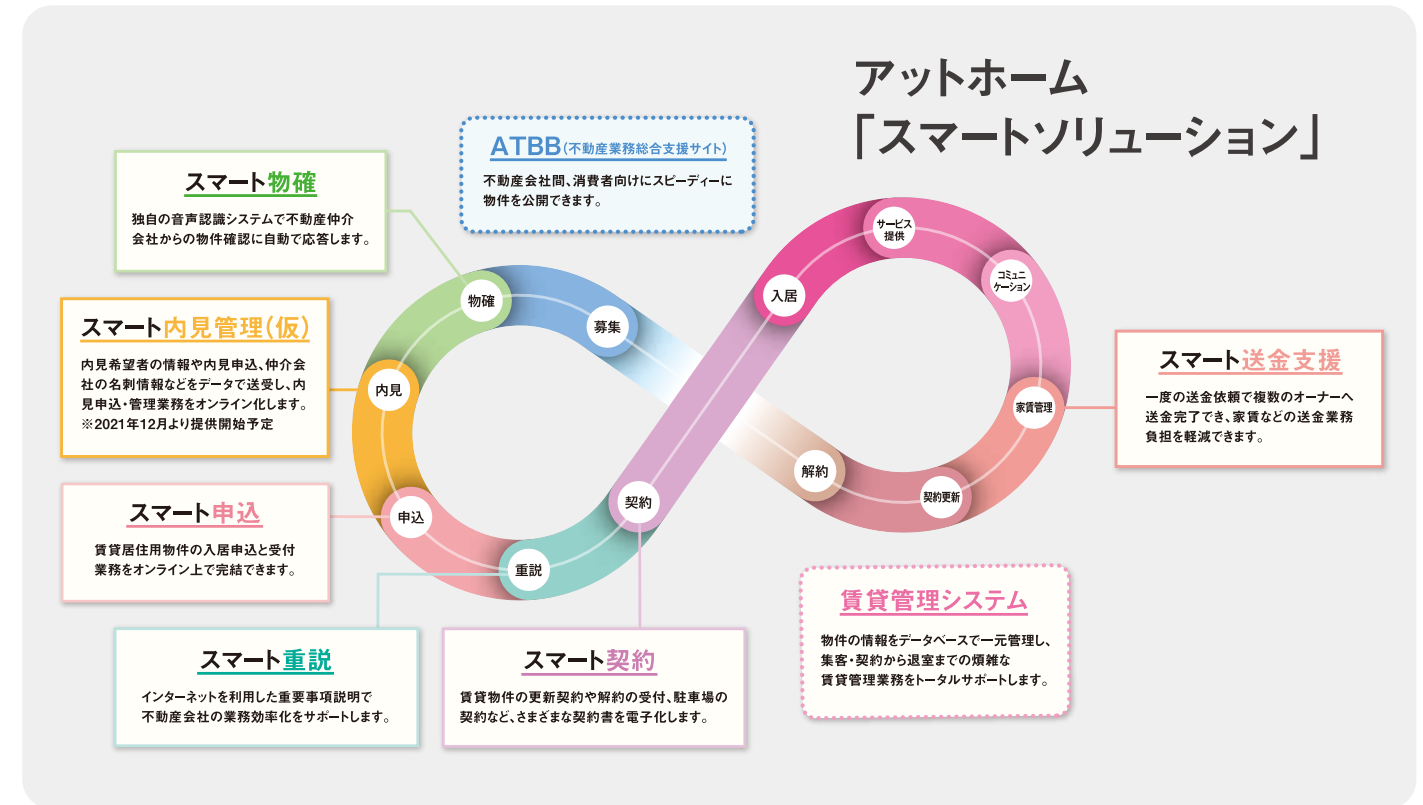 アットホーム
「スマートソリューション」
ATBB(不動産業務総合支援サイト)
不動産会社間、消費者向けにスピーディーに
物件を公開できます。
スマート物確
独自の音声認識システムで不動産仲介
会社からの物件確認に自動で応答します。
スマート内見管理(仮)
内見希望者の情報や内見申込、仲介会
社の名刺情報などをデータで送受し、内
見申込・管理業務をオンライン化します。
※2021年12月より提供開始予定
スマート申込
賃貸居住用物件の入居申込と受付
業務をオンライン上で完結できます。
スマート重説
インターネットを利用した重要事項説明で
不動産会社の業務効率化をサポートします。
スマート契約
賃貸物件の更新契約や解約の受付、駐車場の
契約など、さまざまな契約書を電子化します。
募集
物確
内見
申込
重説
契約
入居
サービス
提供
コミュニ
ケーション
家賃管理
契約更新
解約
スマート送金支援
一度の送金依頼で複数のオーナーへ
送金完了でき、家賃などの送金業務
負担を軽減できます。
賃貸管理システム
物件の情報をデータベースで一元管理し、
集客・契約から退室までの煩雑な
賃貸管理業務をトータルサポートします。